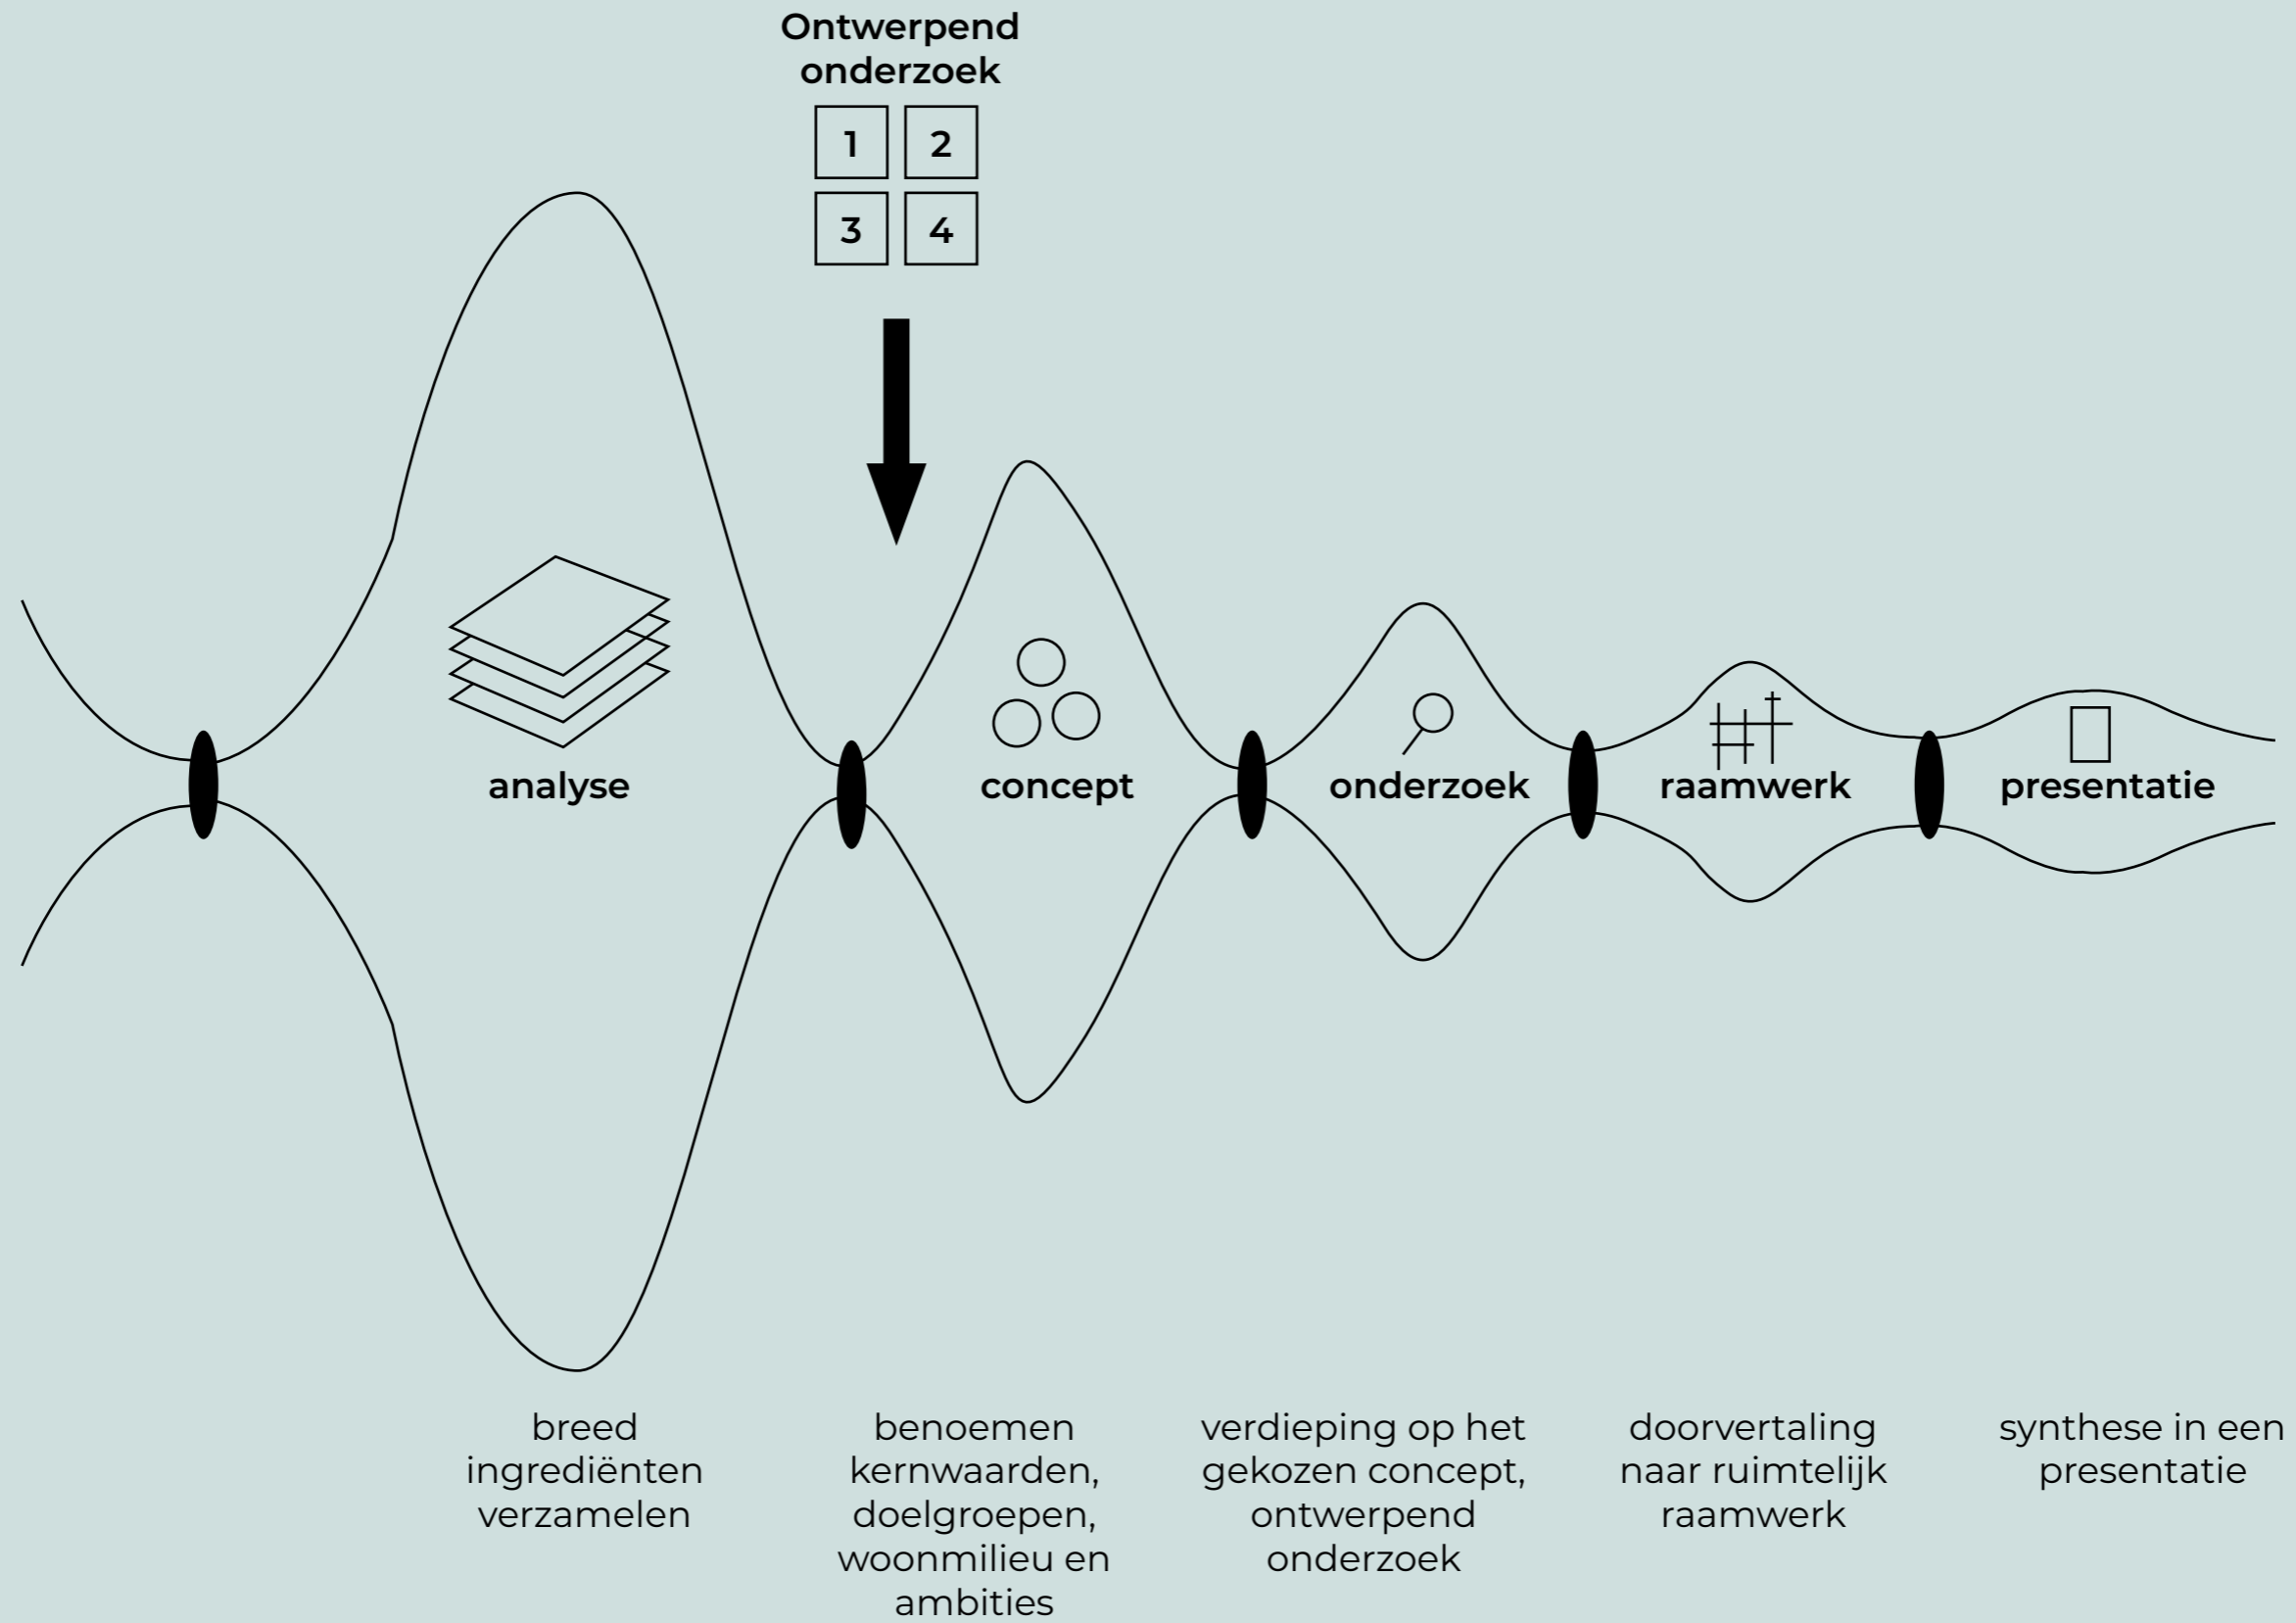 Ontwerpend
onderzoek
1 2
3 4
analyse
concept
onderzoek
raamwerk
presentatie
breed
ingrediënten
verzamelen
benoemen
kernwaarden,
doelgroepen,
woonmilieu en
ambities
verdieping op het
gekozen concept,
ontwerpend
onderzoek
doorvertaling
naar ruimtelijk
raamwerk
synthese in een
presentatie